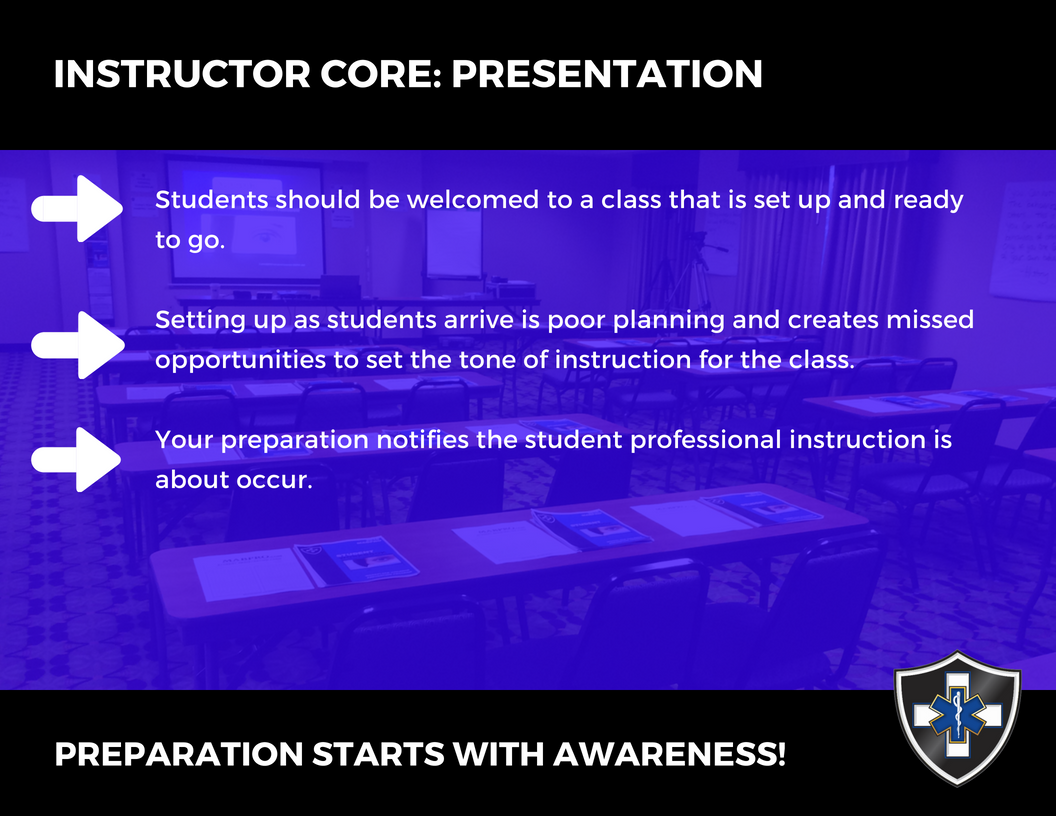 INSTRUCTOR CORE: PRESENTATION
Students should be welcomed to a class that is set up and ready
to go.
Setting up as students arrive is poor planning and creates missed
opportunities to set the tone of instruction for the class.
Your preparation notifies the student professional instruction is
about occur.
PREPARATION STARTS WITH AWARENESS!